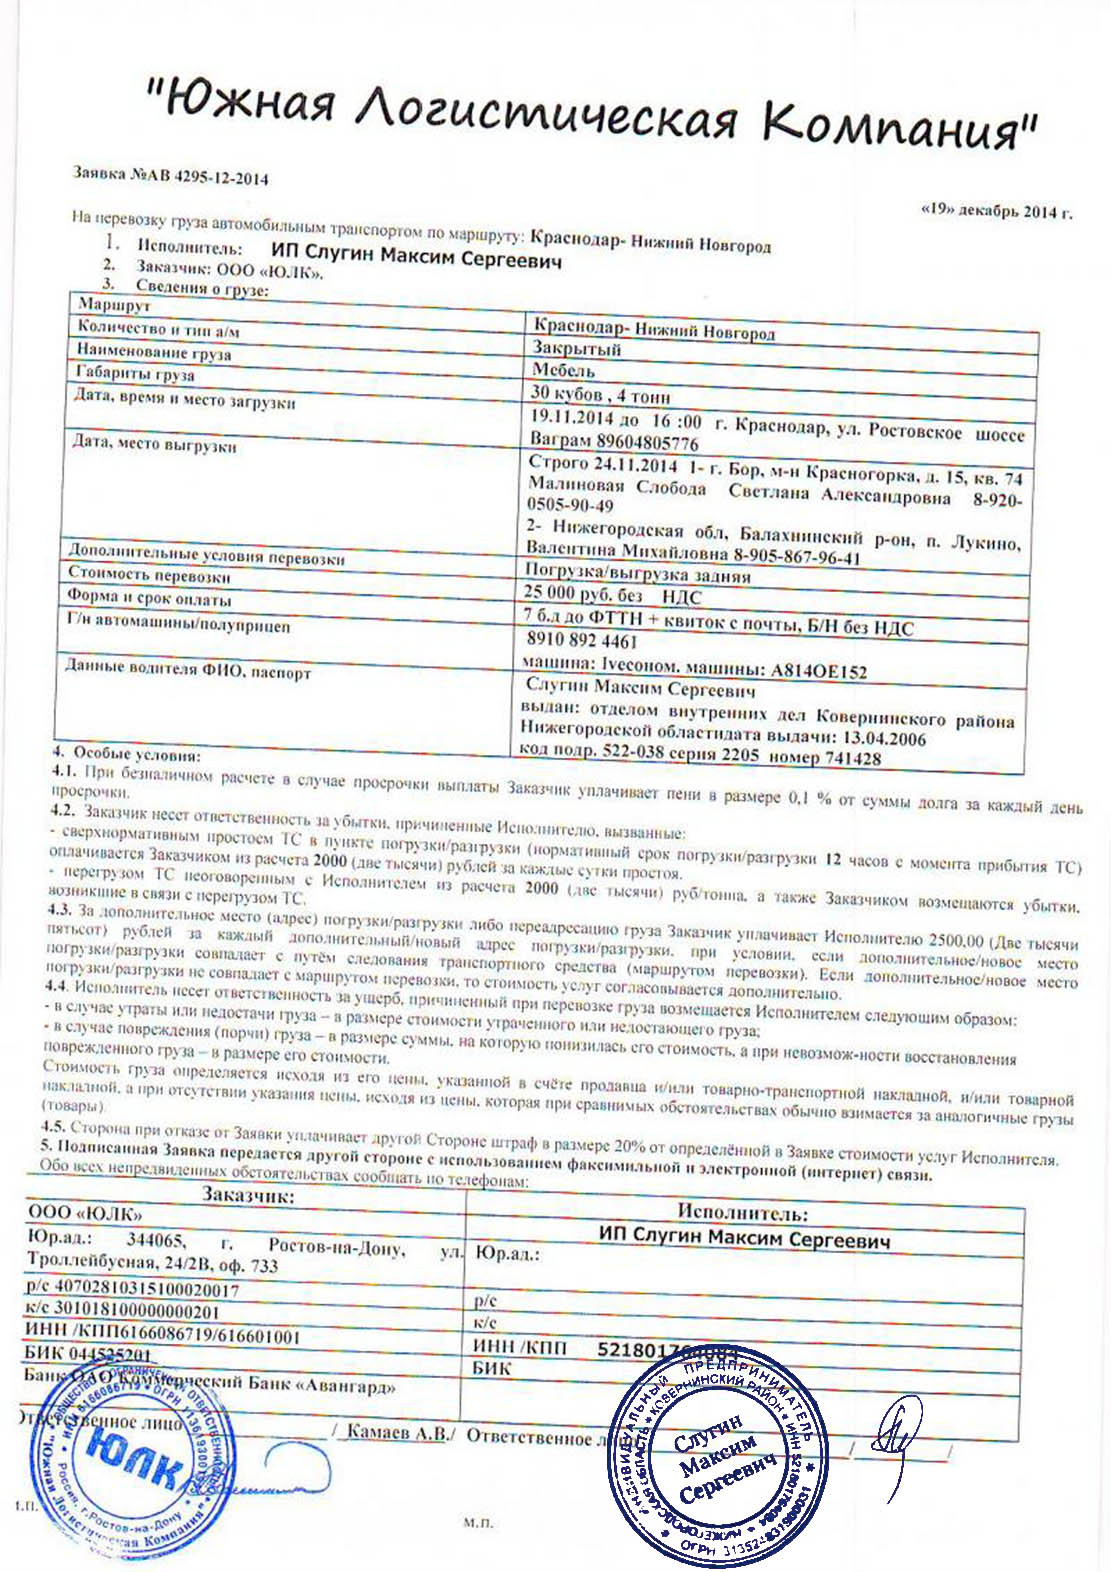 "Южная Логистическая Компания"
Заявка №АВ 4295-12-2014
«19» декабрь 2014 г.
На перевозку груза автомобильным транспортом по маршруту: Краснодар- Нижний Новгород
1. Исполнитель: ИП Слугин Максим Сергеевич
2. Заказчик: ООО «ЮЛК».
3. Сведения о грузе:
Маршрут Краснодар- Нижний Новгород
Количество и тип а/м Закрытый
Наименование груза Мебель
Габариты груза 30 кубов , 4 тонн
Дата, время и место загрузки 19.11.2014 до 16 :00 г. Краснодар, ул. Ростовское шоссе
Ваграм 89604805776
Дата, место выгрузки Строго 24.11.2014 1- г. Бор, м-н Красногорка, д. 15, кв. 74
Малиновая Слобода Светлана Александровна 8-920-
0505-90-49
2- Нижегородская обл, Балахнинский р-он, п. Лукино,
Валентина Михайловна 8-905-867-96-41
Дополнительные условия перевозки Погрузка/выгрузка задняя
Стоимость перевозки 25 000 руб. без НДС
Форма и срок оплаты 7 б.д до ФТТН + квиток с почты, Б/Н без НДС
Г/н автомашины/полуприцеп 8910 892 4461
машина: Ivecoном. машины: А814ОЕ152
Данные водителя ФИО, паспорт Слугин Максим Сергеевич
выдан: отделом внутренних дел Ковернинского района
Нижегородской областидата выдачи: 13.04.2006
код подр. 522-038 серия 2205 номер 741428
4. Особые условия:
4.1. При безналичном расчете в случае просрочки выплаты Заказчик уплачивает пени в размере 0,1 % от суммы долга за каждый день
просрочки.
4.2. Заказчик несет ответственность за убытки, причиненные Исполнителю, вызванные:
- сверхнормативным простоем ТС в пункте погрузки/разгрузки (нормативный срок погрузки/разгрузки 12 часов с момента прибытия ТС)
оплачивается Заказчиком из расчета 2000 (две тысячи) рублей за каждые сутки простоя.
- перегрузом ТС неоговоренным с Исполнителем из расчета 2000 (две тысячи) руб/тонна, а также Заказчиком возмещаются убытки,
возникшие в связи с перегрузом ТС.
4.3. За дополнительное место (адрес) погрузки/разгрузки либо переадресацию груза Заказчик уплачивает Исполнителю 2500,00 (Две тысячи
пятьсот) рублей за каждый дополнительный/новый адрес погрузки/разгрузки, при условии, если дополнительное/новое место
погрузки/разгрузки совпадает с путём следования транспортного средства (маршрутом перевозки). Если дополнительное/новое место
погрузки/разгрузки не совпадает с маршрутом перевозки, то стоимость услуг согласовывается дополнительно.
4.4. Исполнитель несет ответственность за ущерб, причиненный при перевозке груза возмещается Исполнителем следующим образом:
- в случае утраты или недостачи груза – в размере стоимости утраченного или недостающего груза;
- в случае повреждения (порчи) груза – в размере суммы, на которую понизилась его стоимость, а при невозмож-ности восстановления
поврежденного груза – в размере его стоимости.
Стоимость груза определяется исходя из его цены, указанной в счёте продавца и/или товарно-транспортной накладной, и/или товарной
накладной, а при отсутствии указания цены, исходя из цены, которая при сравнимых обстоятельствах обычно взимается за аналогичные грузы
(товары).
4.5. Сторона при отказе от Заявки уплачивает другой Стороне штраф в размере 20% от определённой в Заявке стоимости услуг Исполнителя.
5. Подписанная Заявка передается другой стороне с использованием факсимильной и электронной (интернет) связи.
Обо всех непредвиденных обстоятельствах сообщать по телефонам:
Заказчик: Исполнитель:
ООО «ЮЛК» ИП Слугин Максим Сергеевич
Юр.ад.: 344065, г. Ростов-на-Дону, ул. Юр.ад.:
Троллейбусная, 24/2В, оф. 733
р/с 40702810315100020017 р/с
к/с 301018100000000201 к/с
ИНН /КПП6166086719/616601001 ИНН /КПП 521801764084
БИК 044525201 БИК
Банк ОАО Коммерческий Банк «Авангард»
Ответственное лицо / Камаев А.В./ Ответственное лицо / /
ЮЛК
Россия, г.Ростов-на-Дону
Слугин
Максим
Сергеевич
ИНДИВИДУАЛЬНЫЙ ПРЕДПРИНИМАТЕЛЬ
НИЖЕГОРОДСКАЯ ОБЛАСТЬ * КОВЕРНИНСКИЙ РАЙОН * ИНН 521801764084
М.П.